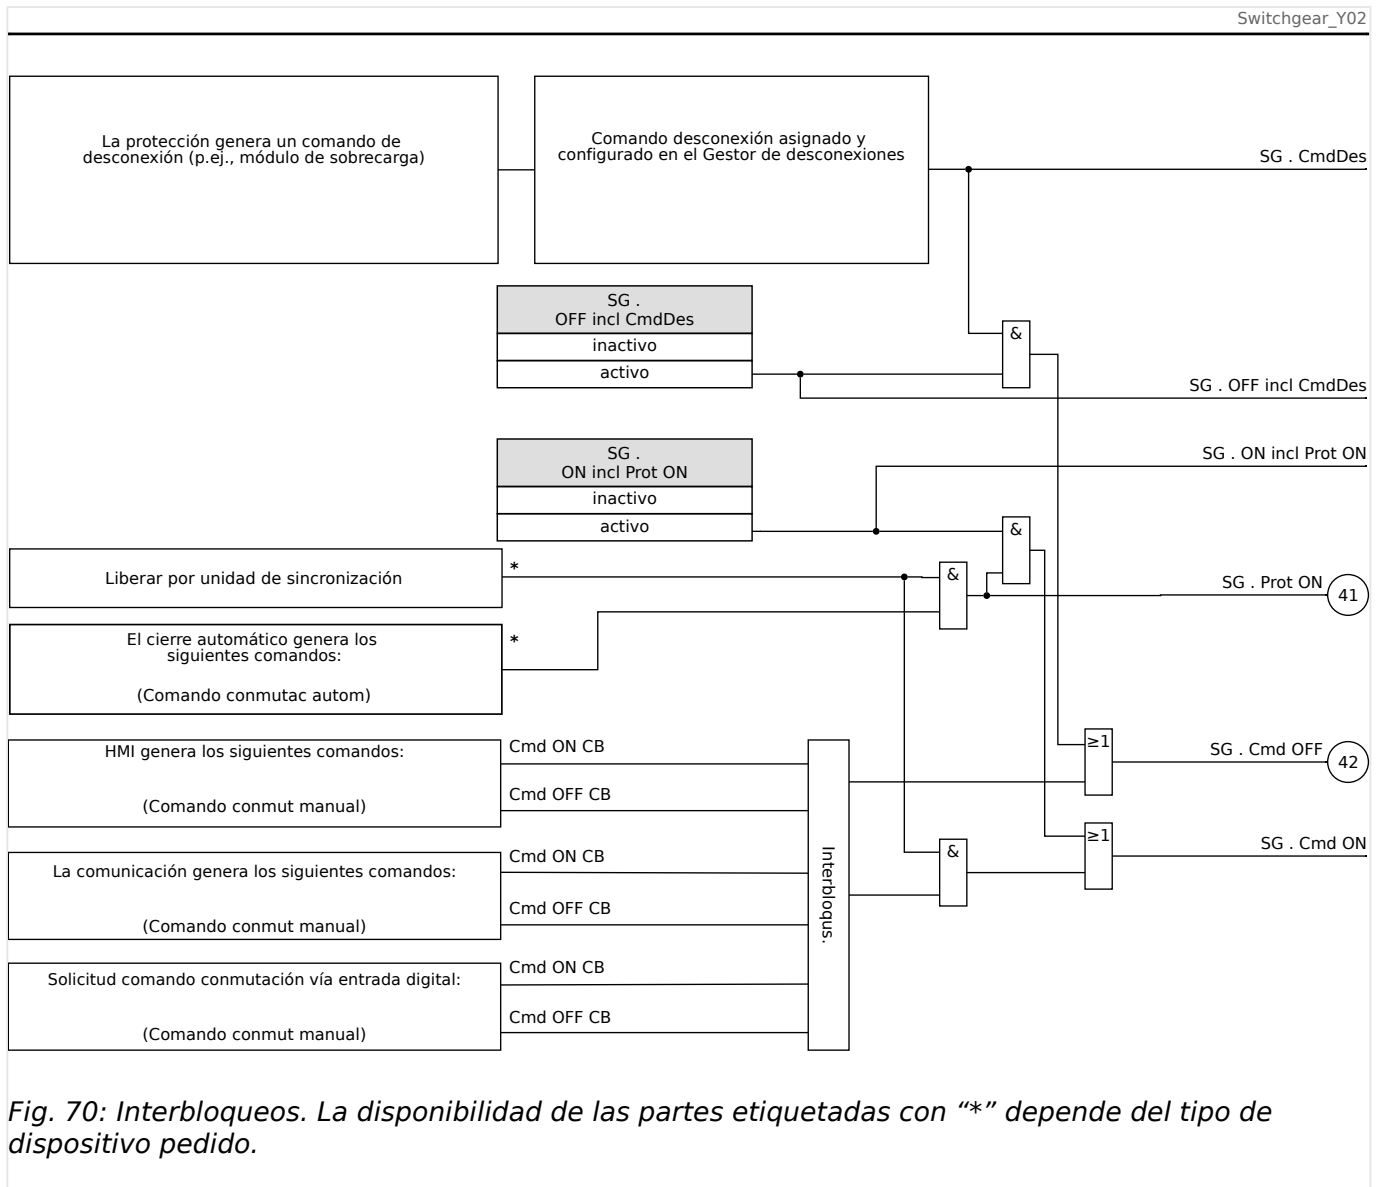 Switchgear_Y02
La protección genera un comando de
desconexión (p.ej., módulo de sobrecarga)
Comando desconexión asignado y
configurado en el Gestor de desconexiones
SG . CmdDes
SG .
OFF incl CmdDes
inactivo
activo
&
SG . OFF incl CmdDes
SG .
ON incl Prot ON
inactivo
activo
SG . ON incl Prot ON
&
Liberar por unidad de sincronización
*
&
SG . Prot ON
41
El cierre automático genera los
siguientes comandos:
(Comando conmutac autom)
*
HMI genera los siguientes comandos:
(Comando conmut manual)
Cmd ON CB
Cmd OFF CB
≥1
SG . Cmd OFF
42
La comunicación genera los siguientes comandos:
(Comando conmut manual)
Cmd ON CB
Cmd OFF CB
Interbloqus.
&
≥1
SG . Cmd ON
Solicitud comando conmutación vía entrada digital:
(Comando conmut manual)
Cmd ON CB
Cmd OFF CB
Fig. 70: Interbloqueos. La disponibilidad de las partes etiquetadas con “*” depende del tipo de
dispositivo pedido.